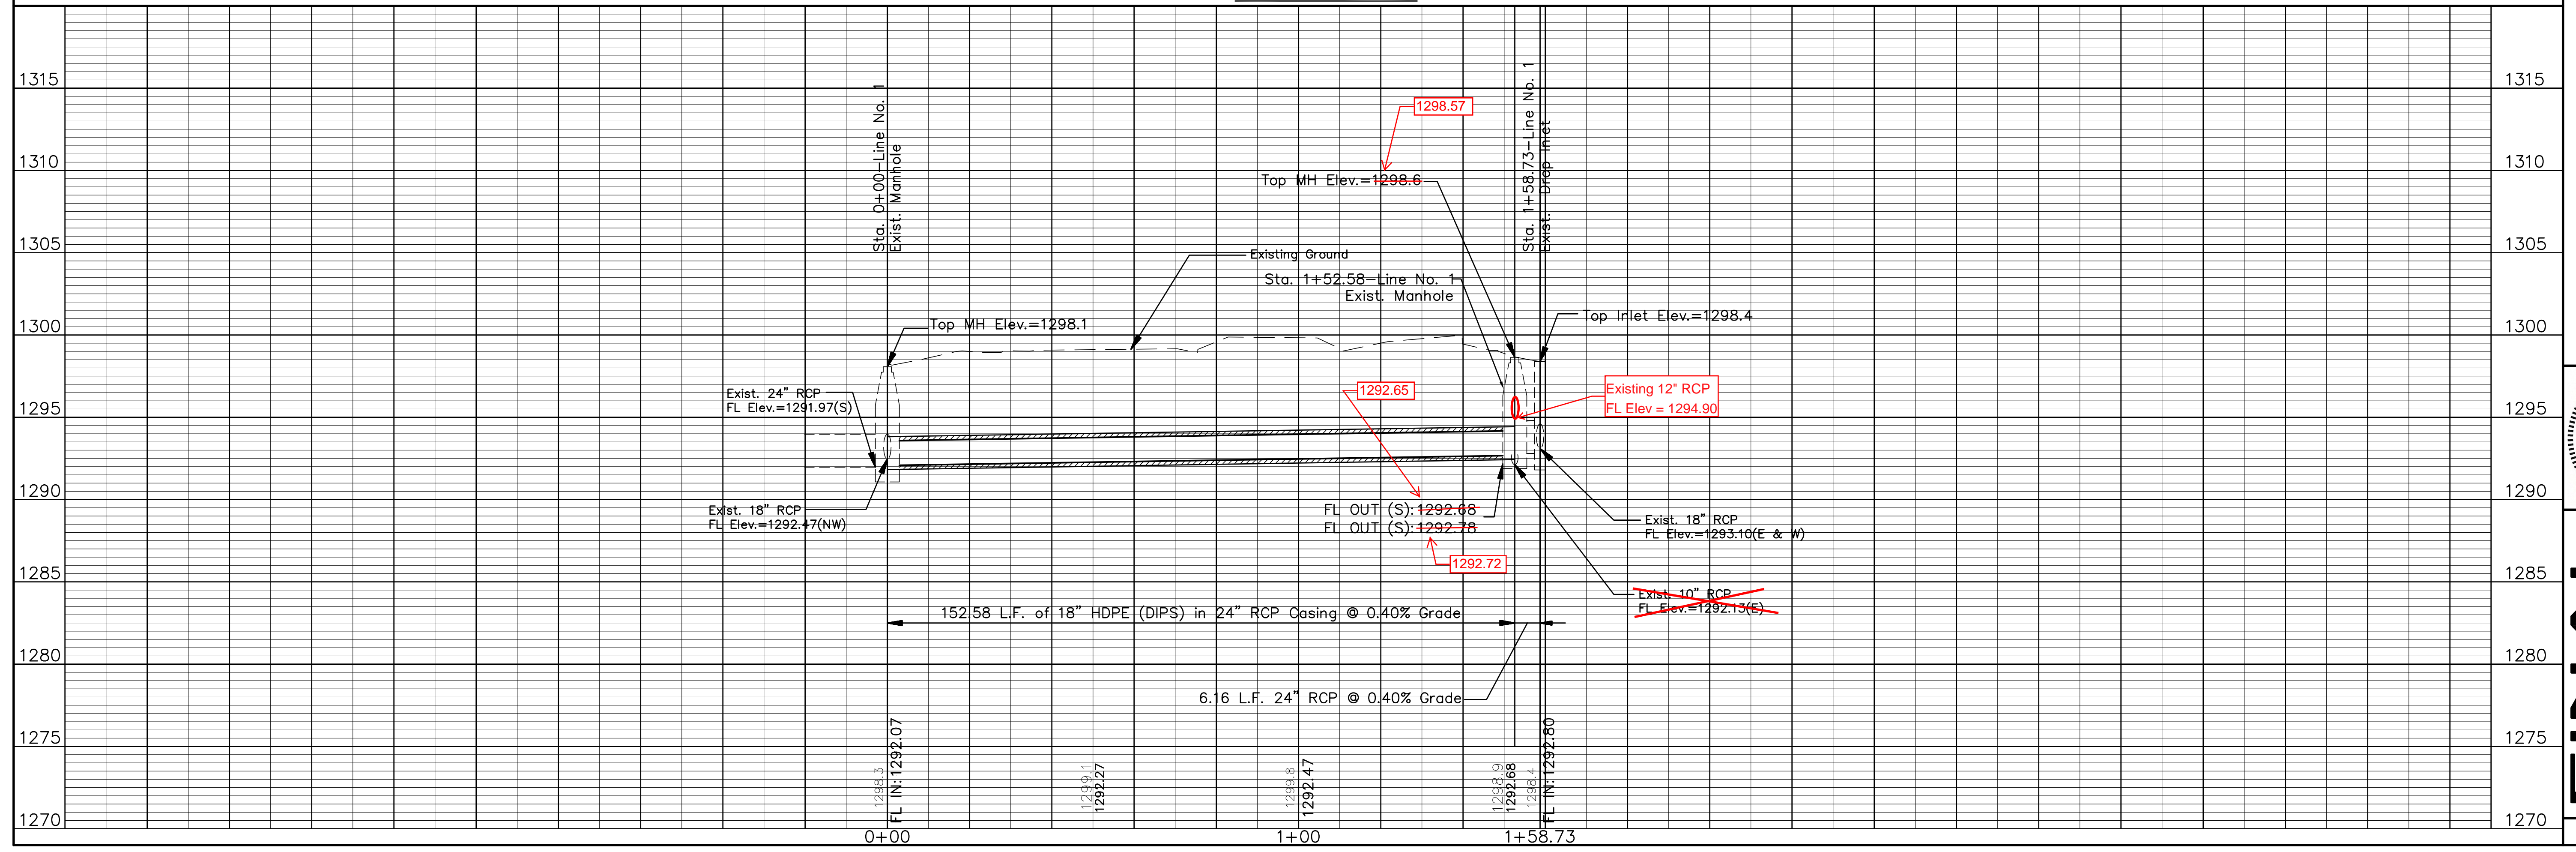 1315
1310
1305
1300
1295
1290
1285
1280
1275
1270
Sta. 0+00-Line No. 1
Exist. Manhole
Top MH Elev.=1298.1
Exist. 24" RCP
FL Elev.=1291.97(S)
Exist. 18" RCP
FL Elev.=1292.47(NW)
Existing Ground
1298.57
Top MH Elev.=1298.6
Sta. 1+52.58-Line No. 1
Exist. Manhole
Sta. 1+58.73-Line No. 1
Exist. Drop Inlet
Top Inlet Elev.=1298.4
1292.65
Existing 12" RCP
FL Elev = 1294.90
FL OUT (S):1292.68
FL OUT (S):1292.78
1292.72
Exist. 18" RCP
FL Elev.=1293.10(E & W)
Exist. 10" RCP
FL Elev.=1292.13(E)
152.58 L.F. of 18" HDPE (DIPS) in 24" RCP Casing @ 0.40% Grade
6.16 L.F. 24" RCP @ 0.40% Grade
1298.3
FL IN:1292.07
1299.1
1292.27
1299.8
1292.47
1298.9
1292.68
1298.4
FL IN:1292.80
0+00
1+00
1+58.73
1315
1310
1305
1300
1295
1290
1285
1280
1275
1270